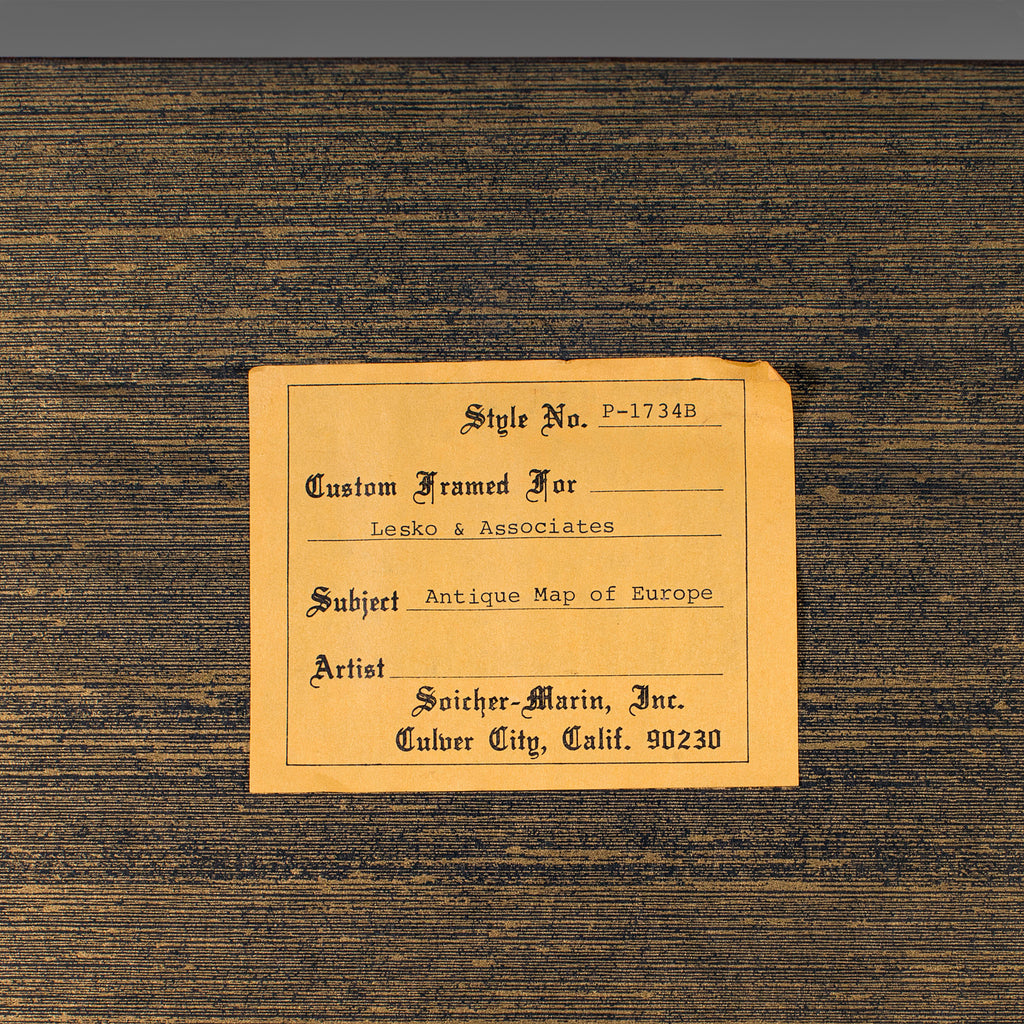 Style No. P-1734B
Custom Framed For
Lesko & Associates
Subject Antique Map of Europe
Artist
Soicher-Marin, Inc.
Culver City, Calif. 90230